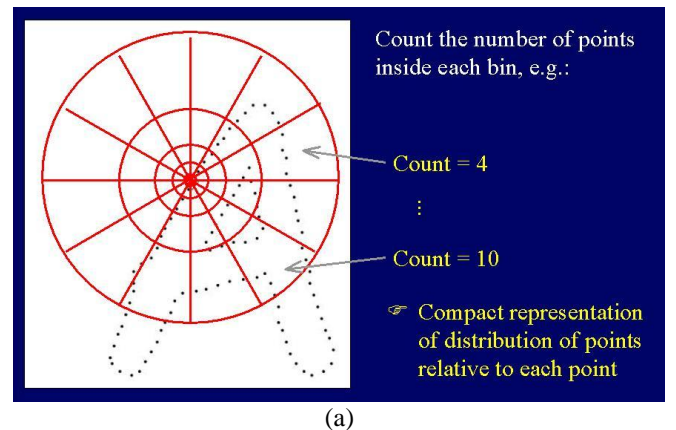 Count the number of points
inside each bin, e.g.:
Count = 4
⋮
Count = 10
☞ Compact representation
of distribution of points
relative to each point
(a)